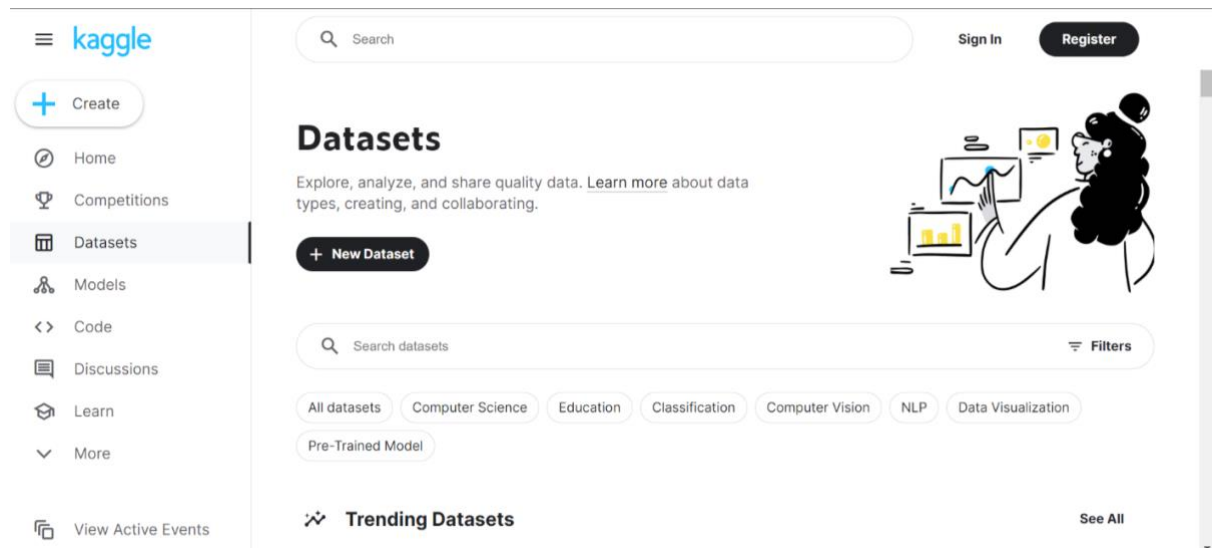 kaggle
Search
Sign In
Register
Create
Home
Competitions
Datasets
Models
Code
Discussions
Learn
More
View Active Events
Datasets
Explore, analyze, and share quality data. Learn more about data
types, creating, and collaborating.
+ New Dataset
Search datasets
Filters
All datasets Computer Science Education Classification Computer Vision NLP Data Visualization
Pre-Trained Model
Trending Datasets
See All